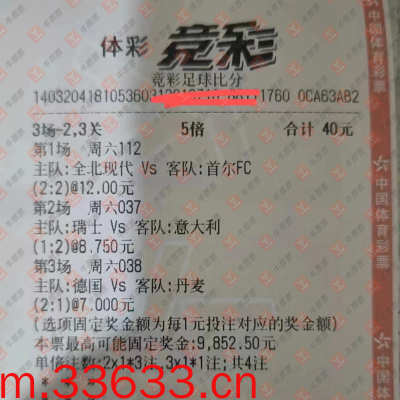 体彩 竞彩
竞彩足球比分
1760 0CA63AB2
3场-2,3关 5倍 合计 40元
第1场 周六112
主队:全北现代 Vs 客队:首尔FC
(2:2)@12.00元
第2场 周六037
主队:瑞士 Vs 客队:意大利
(1:2)@8.750元
第3场 周六038
主队:德国 Vs 客队:丹麦
(2:1)@7.000元
(选项固定奖金额为每1元投注对应的奖金额)
本票最高可能固定奖金:9,852.50元
单倍注数:2x1*3注 3x1*1注;共4注
m.33633.cn
中国体育彩票
中国体育彩票